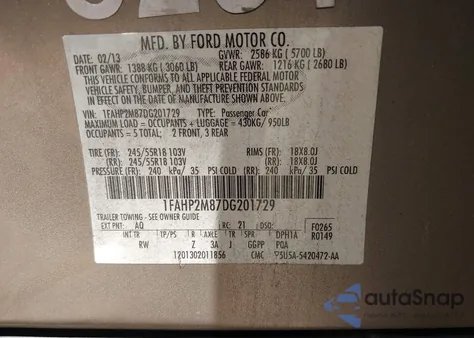 MFD. BY FORD MOTOR CO.
02/13 GVWR: 2586 KG ( 5700 LB)
FRONT GAWR: 1388 KG ( 3060 LB) REAR GAWR: 1216 KG ( 2680 LB)
THIS VEHICLE CONFORMS TO ALL APPLICABLE FEDERAL MOTOR
VEHICLE SAFETY, BUMPER, AND THEFT PREVENTION STANDARDS
IN EFFECT ON THE DATE OF MANUFACTURE SHOWN ABOVE.
VIN: 1FAHP2M87DG201729 TYPE: Passenger Car
MAXIMUM LOAD = OCCUPANTS + LUGGAGE = 430KG/ 950LB
OCCUPANTS = 5 TOTAL: 2 FRONT, 3 REAR
TIRE (FR): 245/55R18 103V RIMS (FR): 18X8.0J
(RR): 245/55R18 103V (RR): 18X8.0J
PRESSURE (FR): 240 kPa/ 35 PSI COLD (RR): 240 kPa/ 35 PSI COLD
1FAHP2M87DG201729
TRAILER TOWING - SEE OWNER GUIDE
EXT PNT: AQ RC: 21 DSO: F0265
R0149
INT TR TP/PS R AXLE TR SPR DPH1A
RW Z 3A J GGPP PQA
1201302011856 CMC 5U5A-5420472-AA
autoSnap